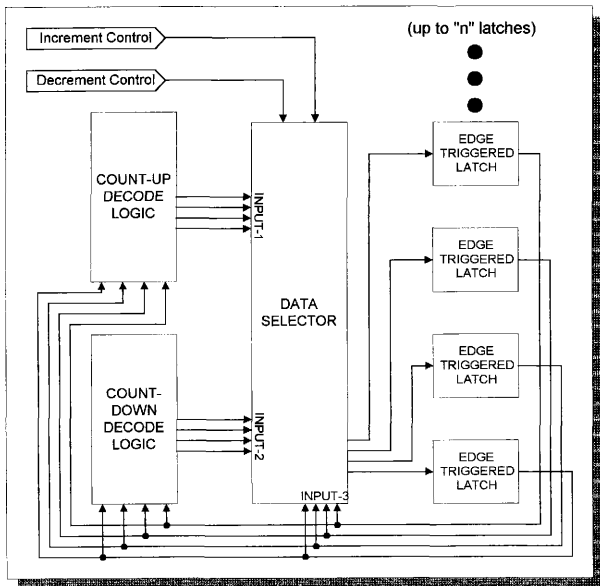 Increment Control
(up to "n" latches)
Decrement Control
COUNT-UP
DECODE
LOGIC
INPUT-1
DATA
SELECTOR
EDGE
TRIGGERED
LATCH
EDGE
TRIGGERED
LATCH
COUNT-
DOWN
DECODE
LOGIC
INPUT-2
INPUT-3
EDGE
TRIGGERED
LATCH
EDGE
TRIGGERED
LATCH